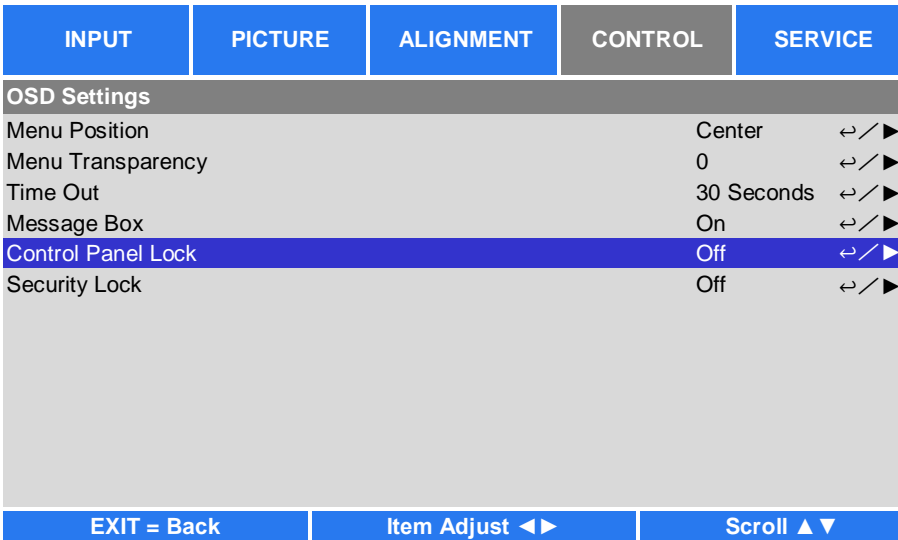 INPUT PICTURE ALIGNMENT CONTROL SERVICE
OSD Settings
Menu Position Center ↩／►
Menu Transparency 0 ↩／►
Time Out 30 Seconds ↩／►
Message Box On ↩／►
Control Panel Lock Off ↩／►
Security Lock Off ↩／►
EXIT = Back Item Adjust ◄► Scroll ▲▼